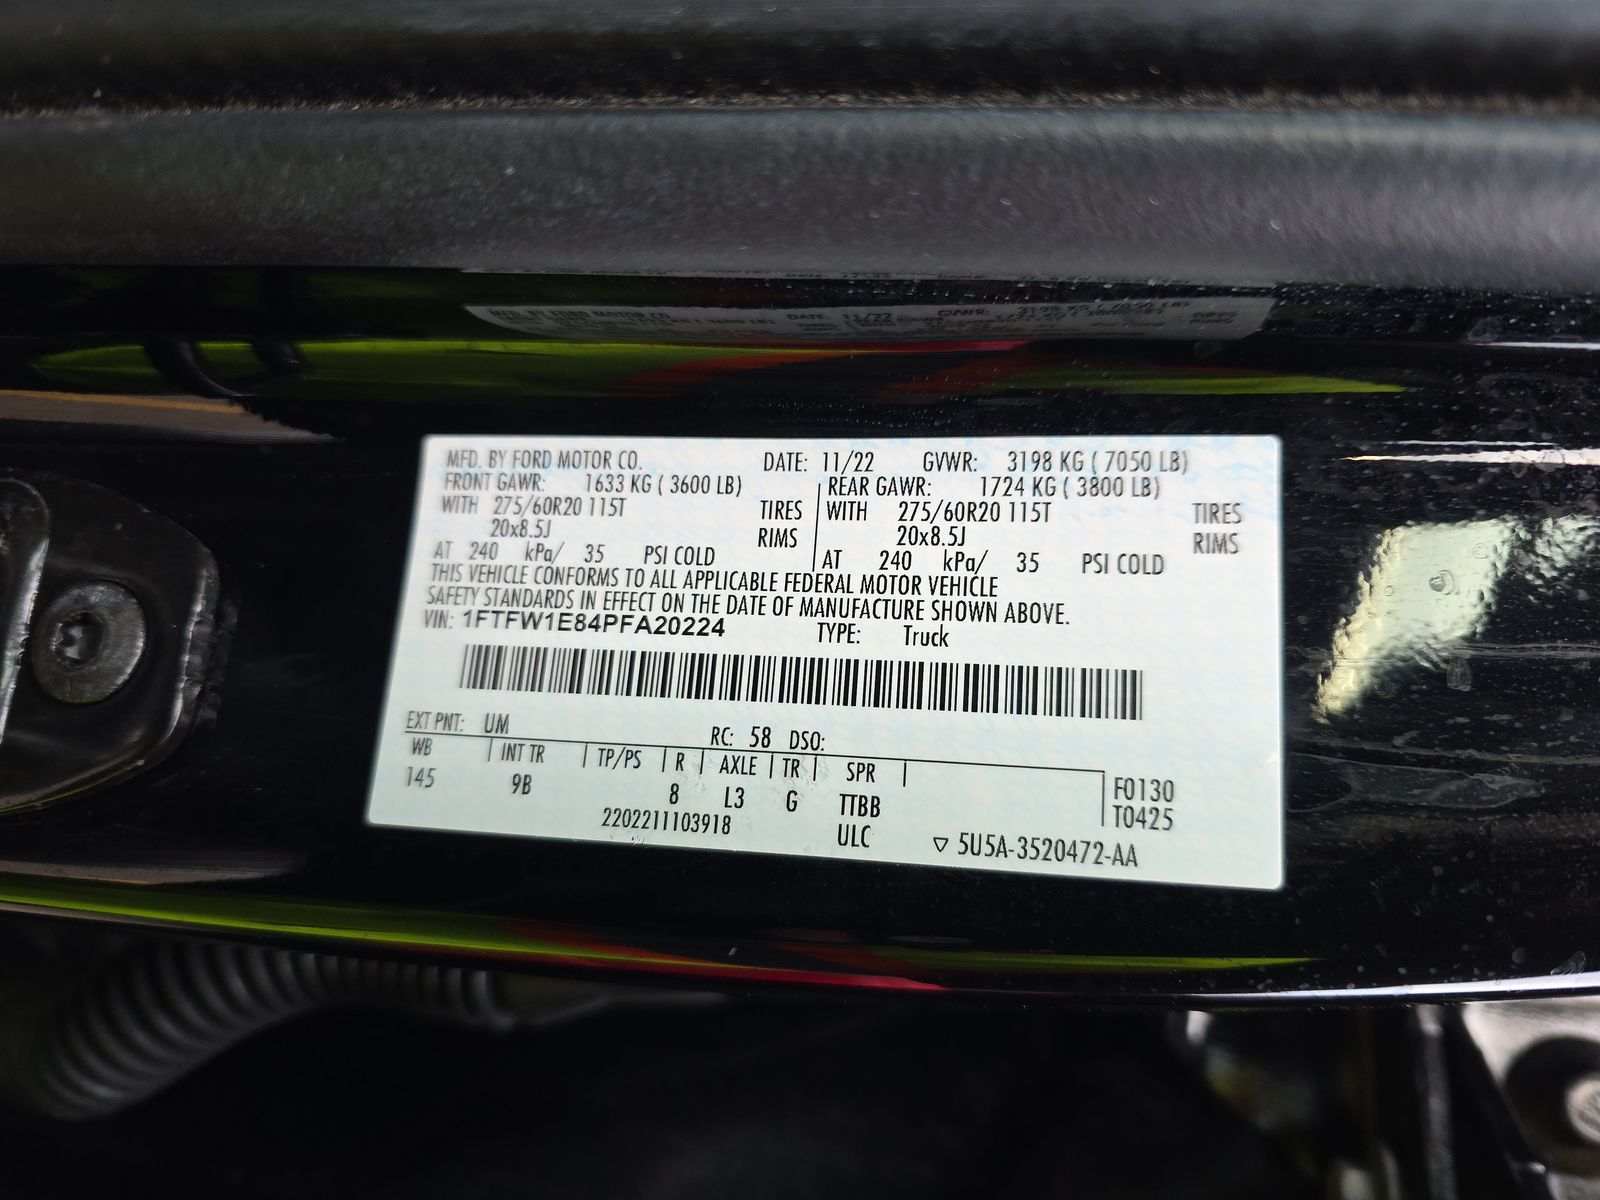 MFD. BY FORD MOTOR CO. DATE: 11/22 GVWR: 3198 KG ( 7050 LB)
FRONT GAWR: 1633 KG ( 3600 LB) REAR GAWR: 1724 KG ( 3800 LB)
WITH 275/60R20 115T TIRES WITH 275/60R20 115T TIRES
20x8.5J RIMS 20x8.5J RIMS
AT 240 kPa/ 35 PSI COLD AT 240 kPa/ 35 PSI COLD
THIS VEHICLE CONFORMS TO ALL APPLICABLE FEDERAL MOTOR VEHICLE
SAFETY STANDARDS IN EFFECT ON THE DATE OF MANUFACTURE SHOWN ABOVE.
VIN: 1FTFW1E84PFA20224 TYPE: Truck
EXT PNT: UM RC: 58 DSO:
WB INT TR TP/PS R AXLE TR SPR
145 9B 8 L3 G TTBB F0130
2202211103918 ULC T0425
5U5A-3520472-AA